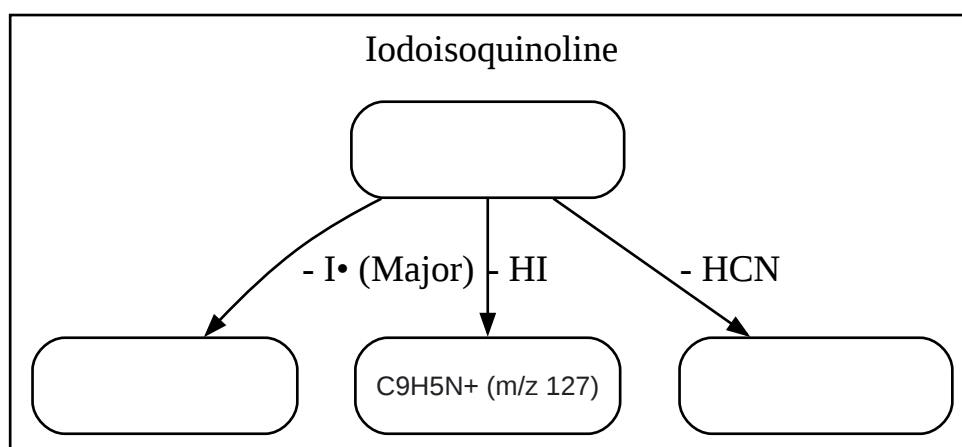 Iodoisoquinoline
- I• (Major)
- HI
- HCN
C9H5N+ (m/z 127)